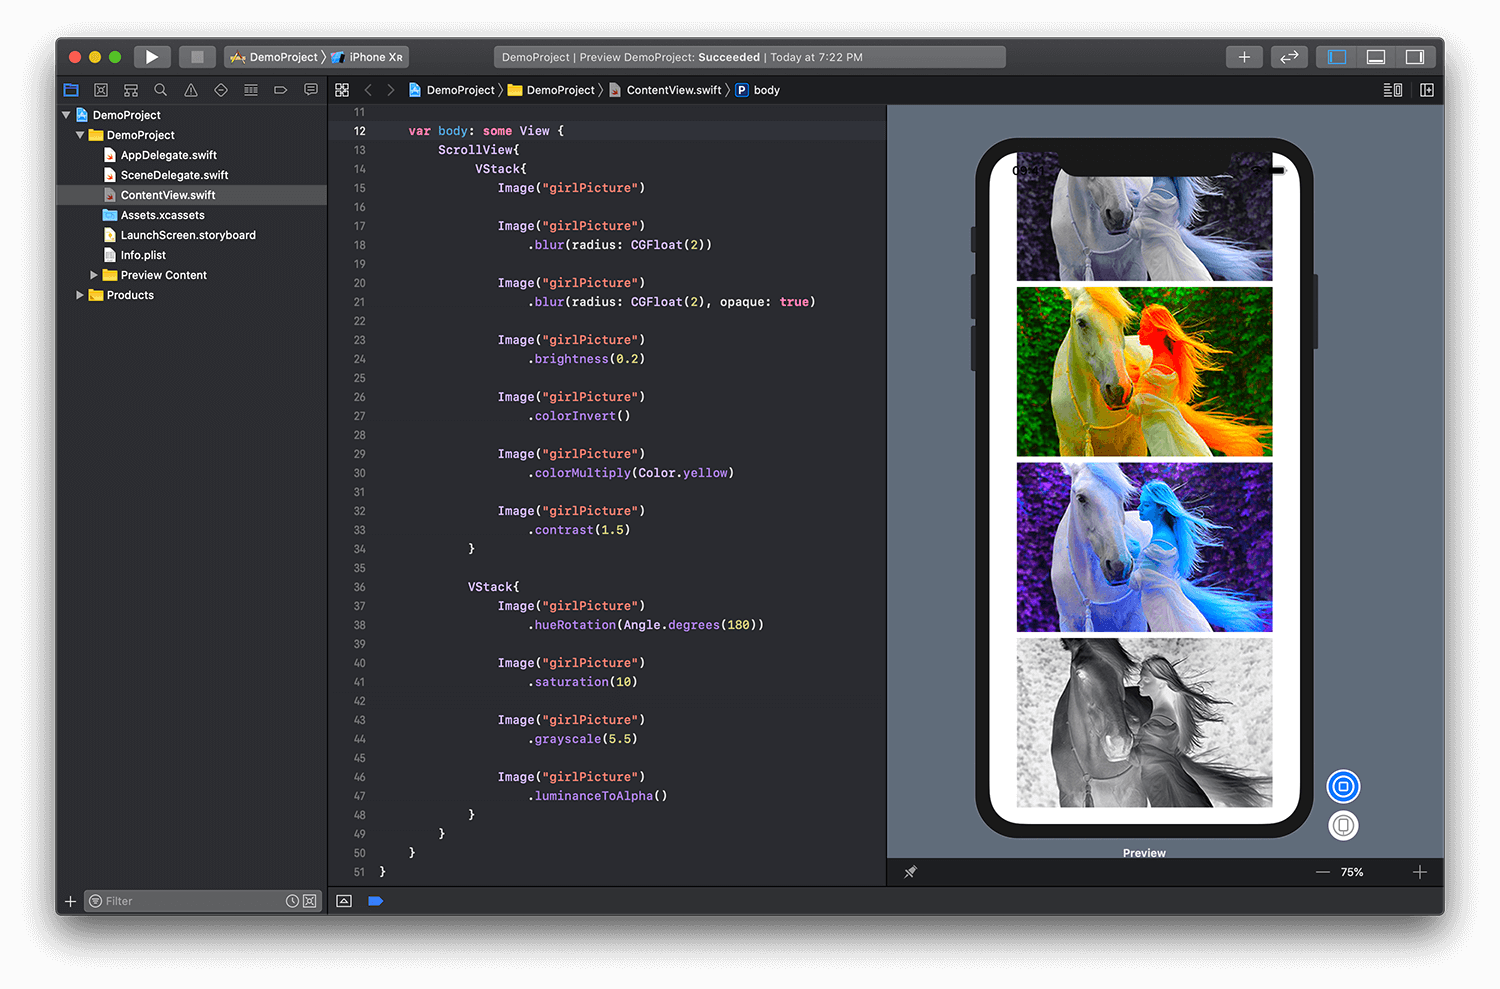 DemoProject 〉 iPhone XR
DemoProject | Preview DemoProject: Succeeded | Today at 7:22 PM
DemoProject
DemoProject
AppDelegate.swift
SceneDelegate.swift
ContentView.swift
Assets.xcassets
LaunchScreen.storyboard
Info.plist
Preview Content
Products
Filter
DemoProject 〉 DemoProject 〉 ContentView.swift 〉 P body
11
12 var body: some View {
13 ScrollView{
14 VStack{
15 Image("girlPicture")
16
17 Image("girlPicture")
18 .blur(radius: CGFloat(2))
19
20 Image("girlPicture")
21 .blur(radius: CGFloat(2), opaque: true)
22
23 Image("girlPicture")
24 .brightness(0.2)
25
26 Image("girlPicture")
27 .colorInvert()
28
29 Image("girlPicture")
30 .colorMultiply(Color.yellow)
31
32 Image("girlPicture")
33 .contrast(1.5)
34 }
35
36 VStack{
37 Image("girlPicture")
38 .hueRotation(Angle.degrees(180))
39
40 Image("girlPicture")
41 .saturation(10)
42
43 Image("girlPicture")
44 .grayscale(5.5)
45
46 Image("girlPicture")
47 .luminanceToAlpha()
48 }
49 }
50 }
51 }
Preview
75%